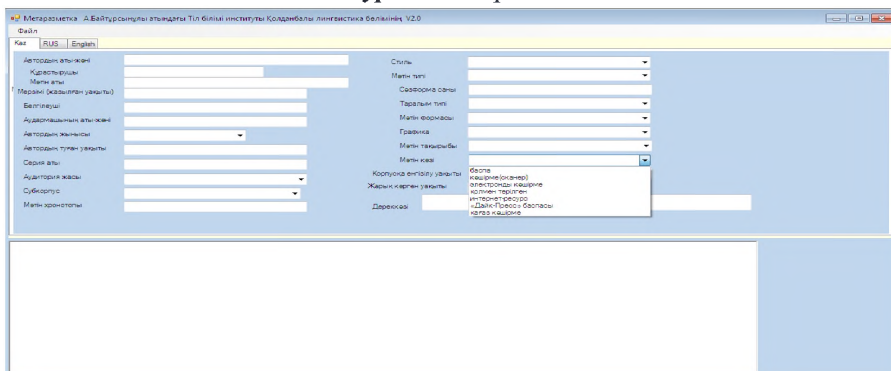 Метаразметка А.Байтұрсынұлы атындағы Тіл білімі институты Қолданбалы лингвистика бөлімінің V2.0
Файл
Kaz RUS English
Автордың аты-жөні
Құрастырушы
Мәтін аты
Мерзімі (жазылған уақыты)
Белгілеуші
Аудармашының аты-жөні
Автордың жынысы
Автордың туған уақыты
Серия аты
Аудитория жасы
Субкорпус
Мәтін хронотопы
Стиль
Мәтін типі
Сөзформа саны
Таралым типі
Мәтін формасы
Графика
Мәтін тақырыбы
Мәтін көзі
Корпусқа енгізілу уақыты
Жарық көрген уақыты
Дереккөзі
баспа
көшірме(сканер)
электронды көшірме
қолмен терілген
интернет-ресурс
«Дайк-Пресс» баспасы
қағаз көшірме